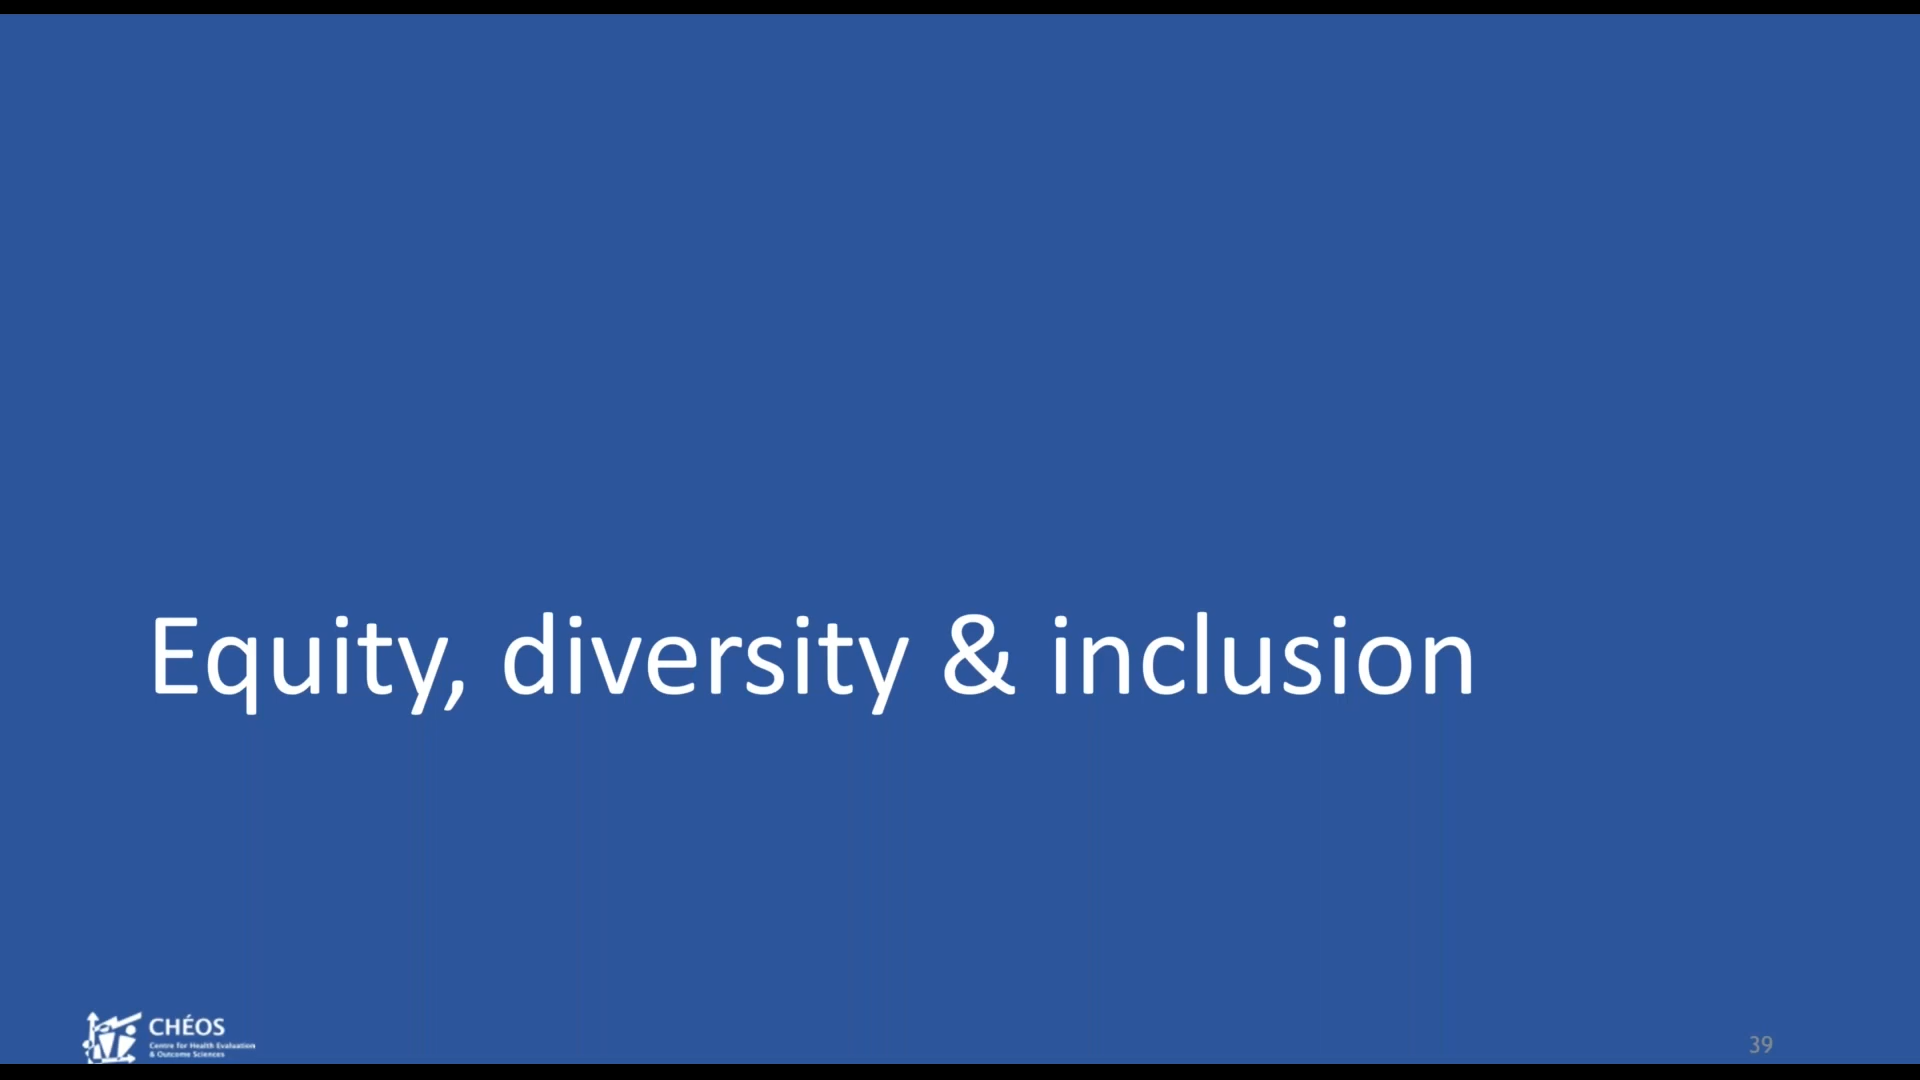 Equity, diversity & inclusion
CHÉOS
Centre for Health Evaluation
& Outcome Sciences
39